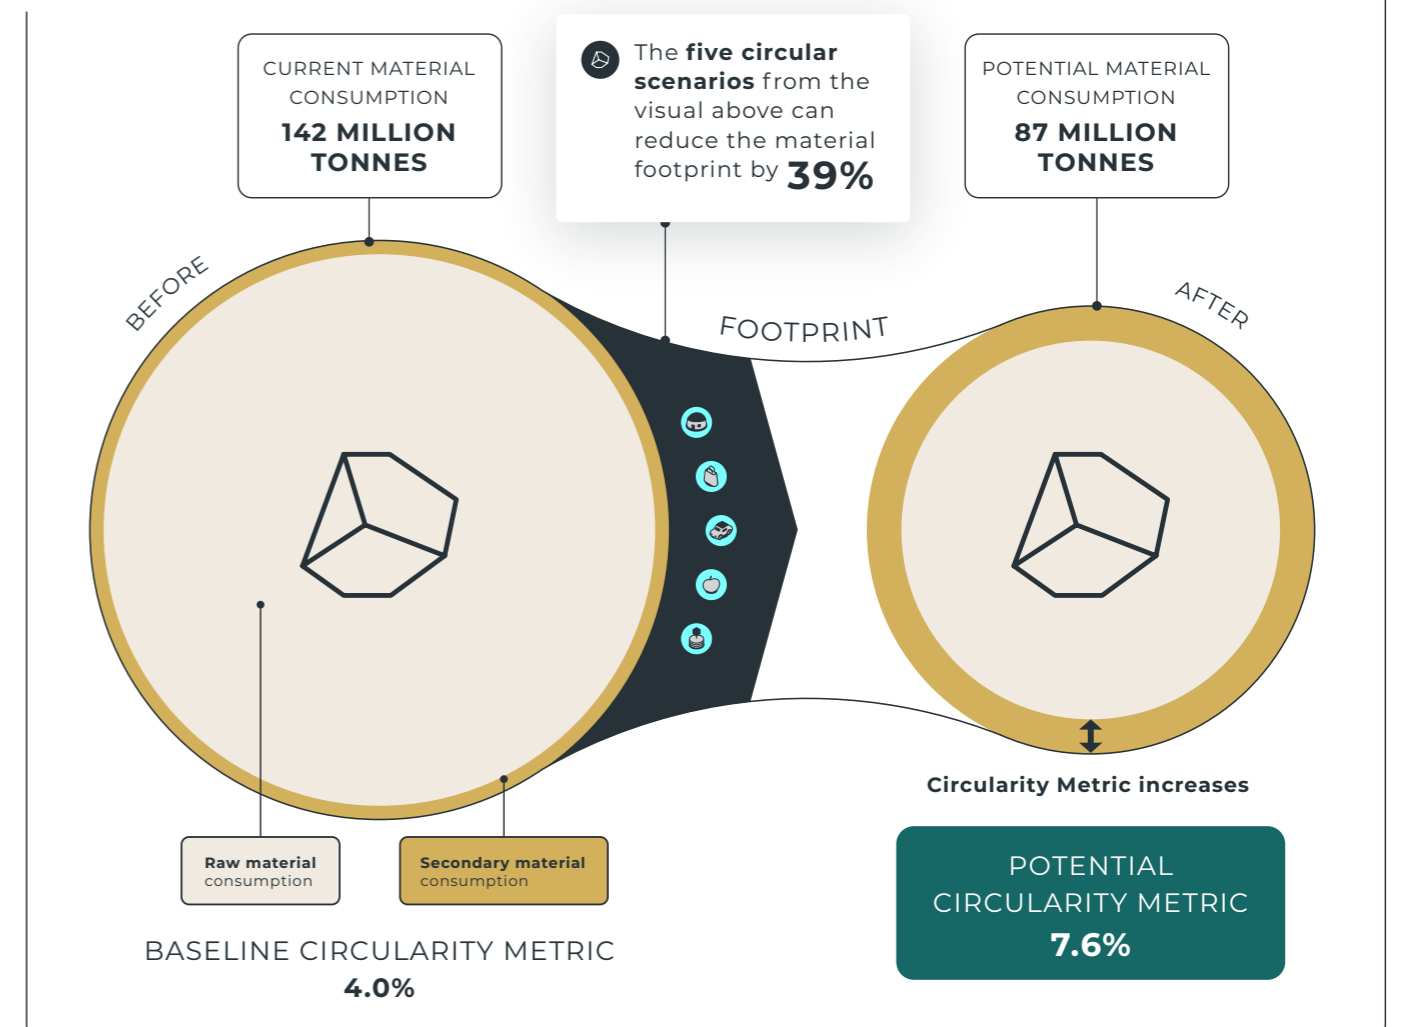 CURRENT MATERIAL
CONSUMPTION
142 MILLION
TONNES
The five circular
scenarios from the
visual above can
reduce the material
footprint by 39%
POTENTIAL MATERIAL
CONSUMPTION
87 MILLION
TONNES
BEFORE
FOOTPRINT
AFTER
Circularity Metric increases
Raw material
consumption
Secondary material
consumption
BASELINE CIRCULARITY METRIC
4.0%
POTENTIAL
CIRCULARITY METRIC
7.6%